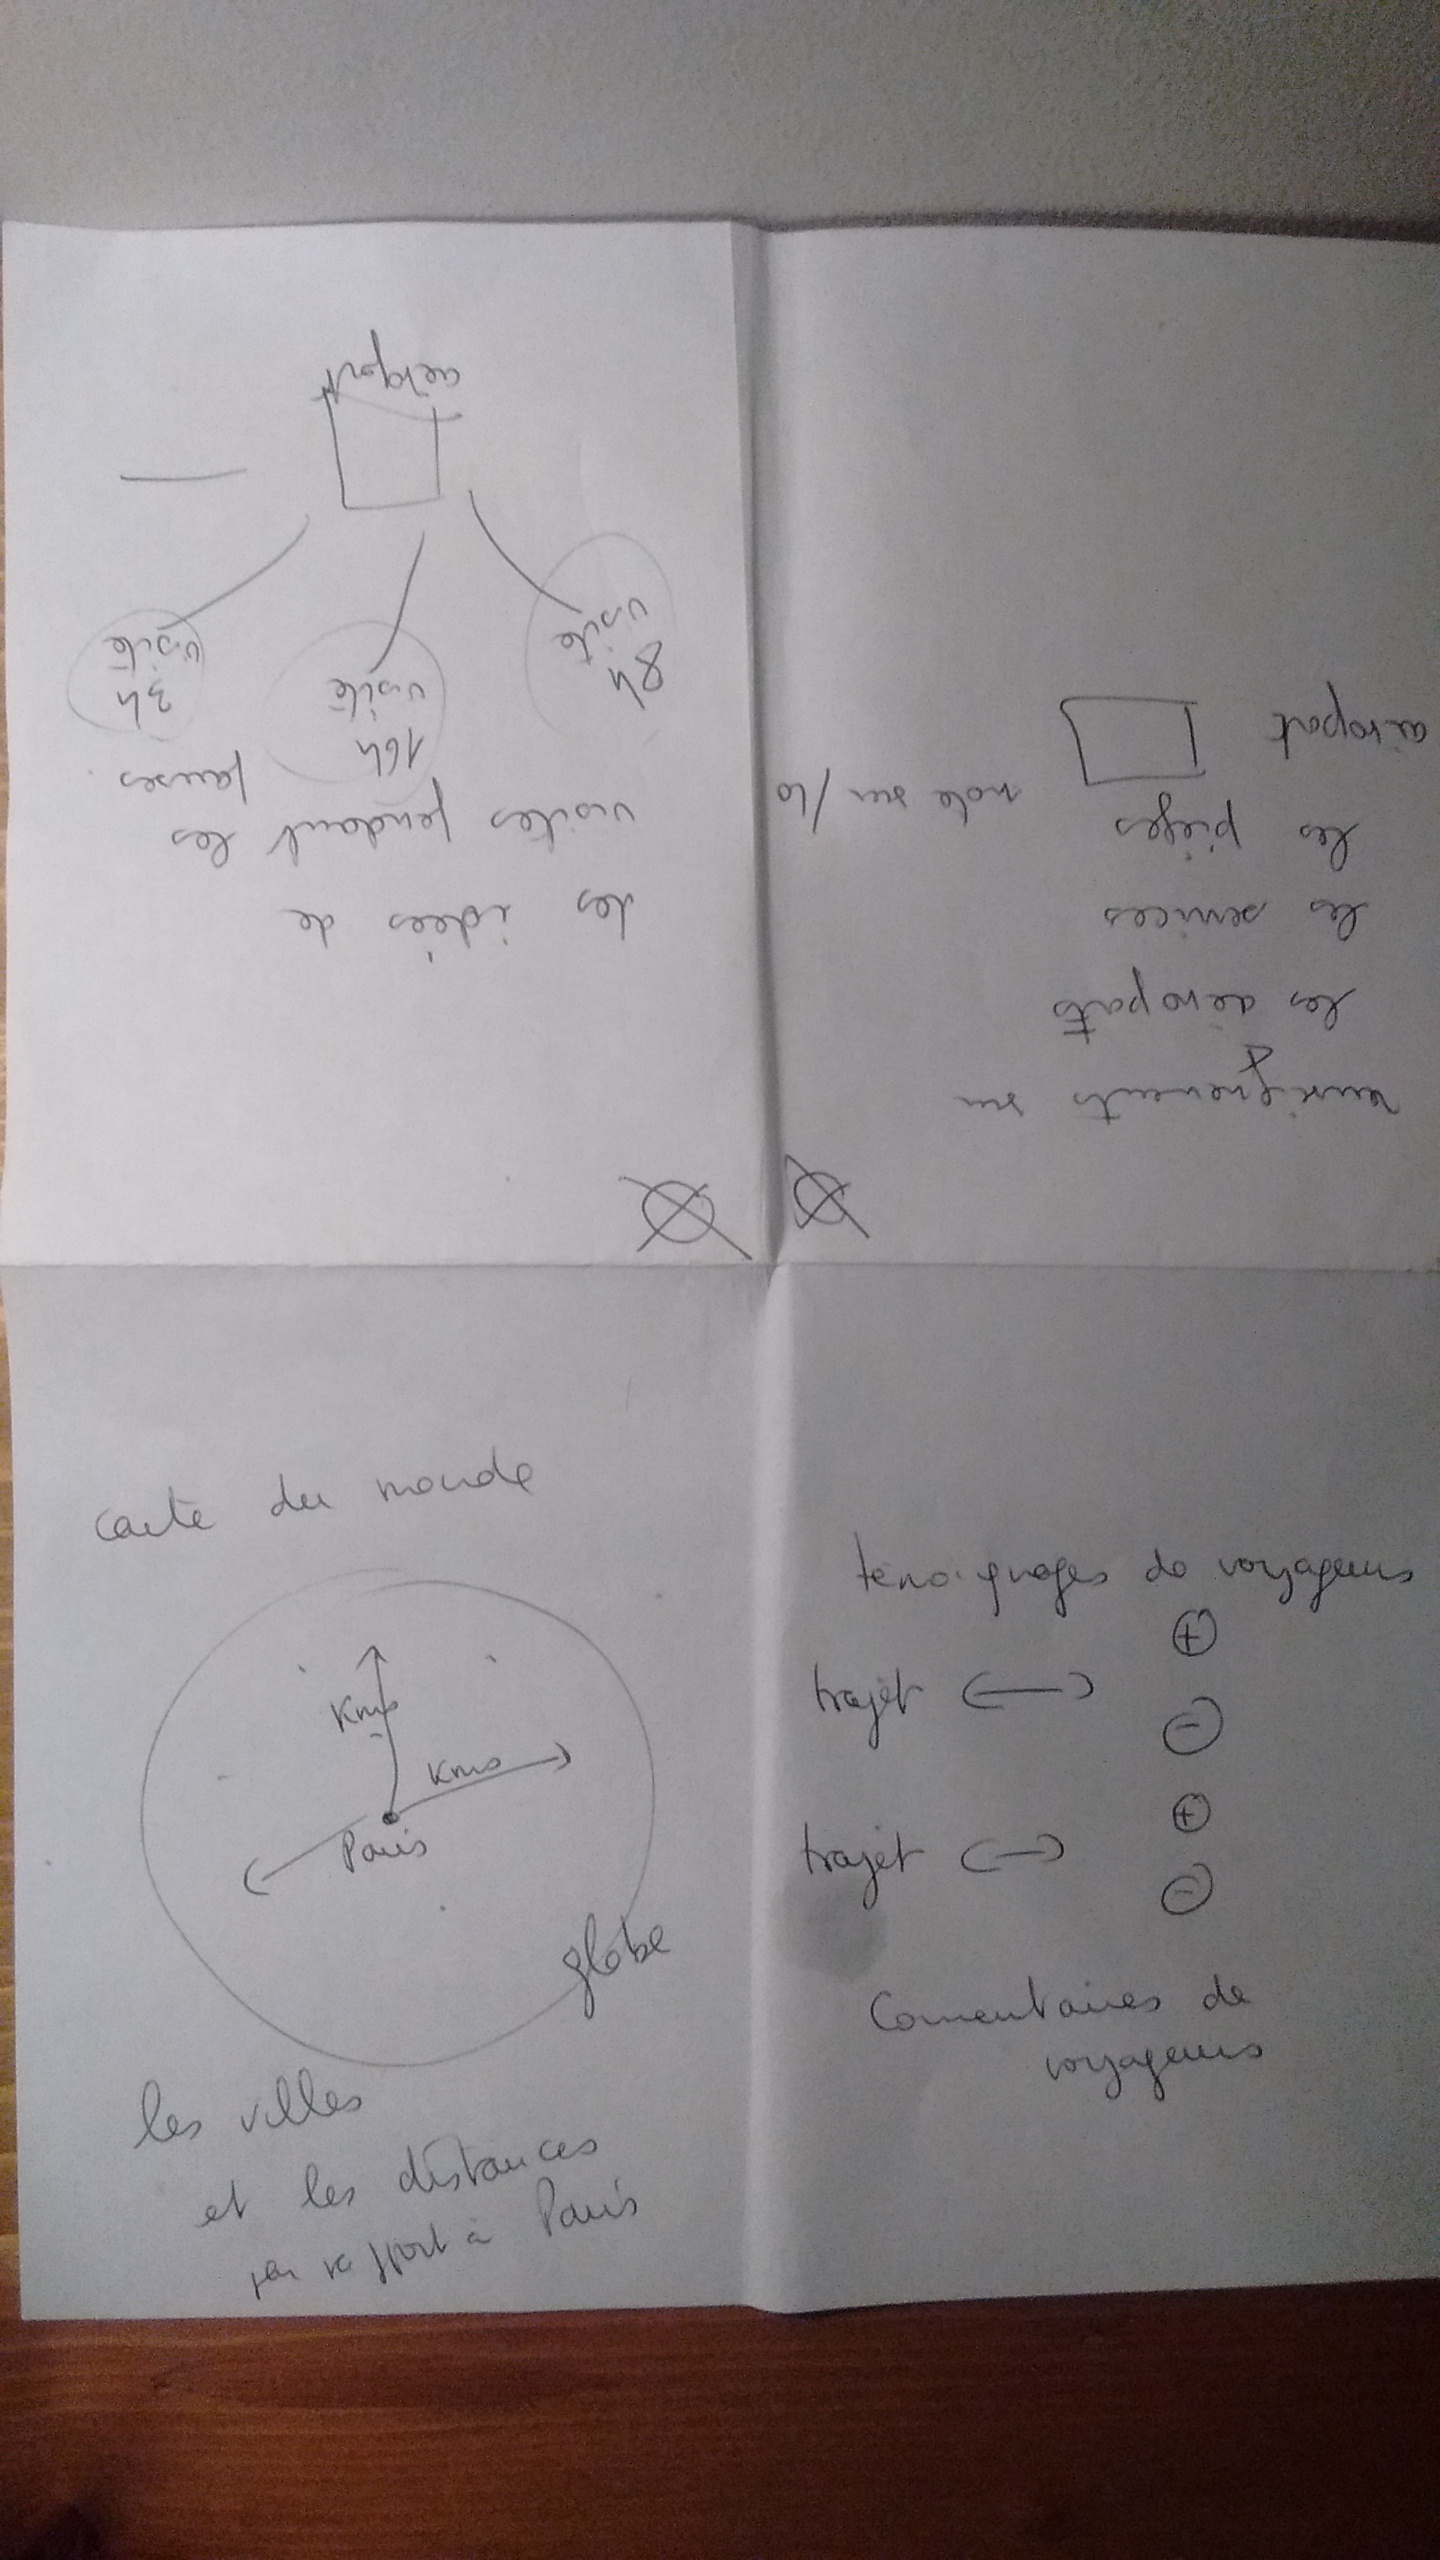 renseignements sur
les aéroports
les services
les pièges
note sur /10
aéroport
des idées de
visites pendant les
pauses
16h
visite
3h
visite
8h
visite
aéroport
carte du monde
Kms
Kms
Paris
globe
les villes
et les distances
par rapport à Paris
témoignages de voyageurs
+
trajet
-
+
trajet
-
Comentaires de
voyageurs